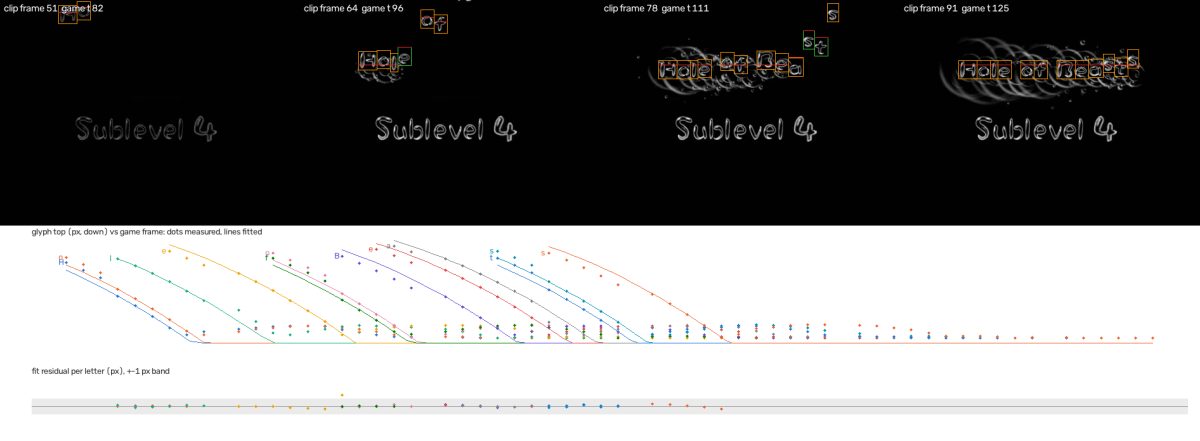 clip frame 51 game t 82
clip frame 64 game t 96
clip frame 78 game t 111
clip frame 91 game t 125
Ho
of
Hole
s
st
Hole of Bea
Hole of Beasts
Sublevel 4
Sublevel 4
Sublevel 4
Sublevel 4
glyph top (px, down) vs game frame: dots measured, lines fitted
H
l
e
f
B
e
a
s
t
s
fit residual per letter (px), +-1 px band